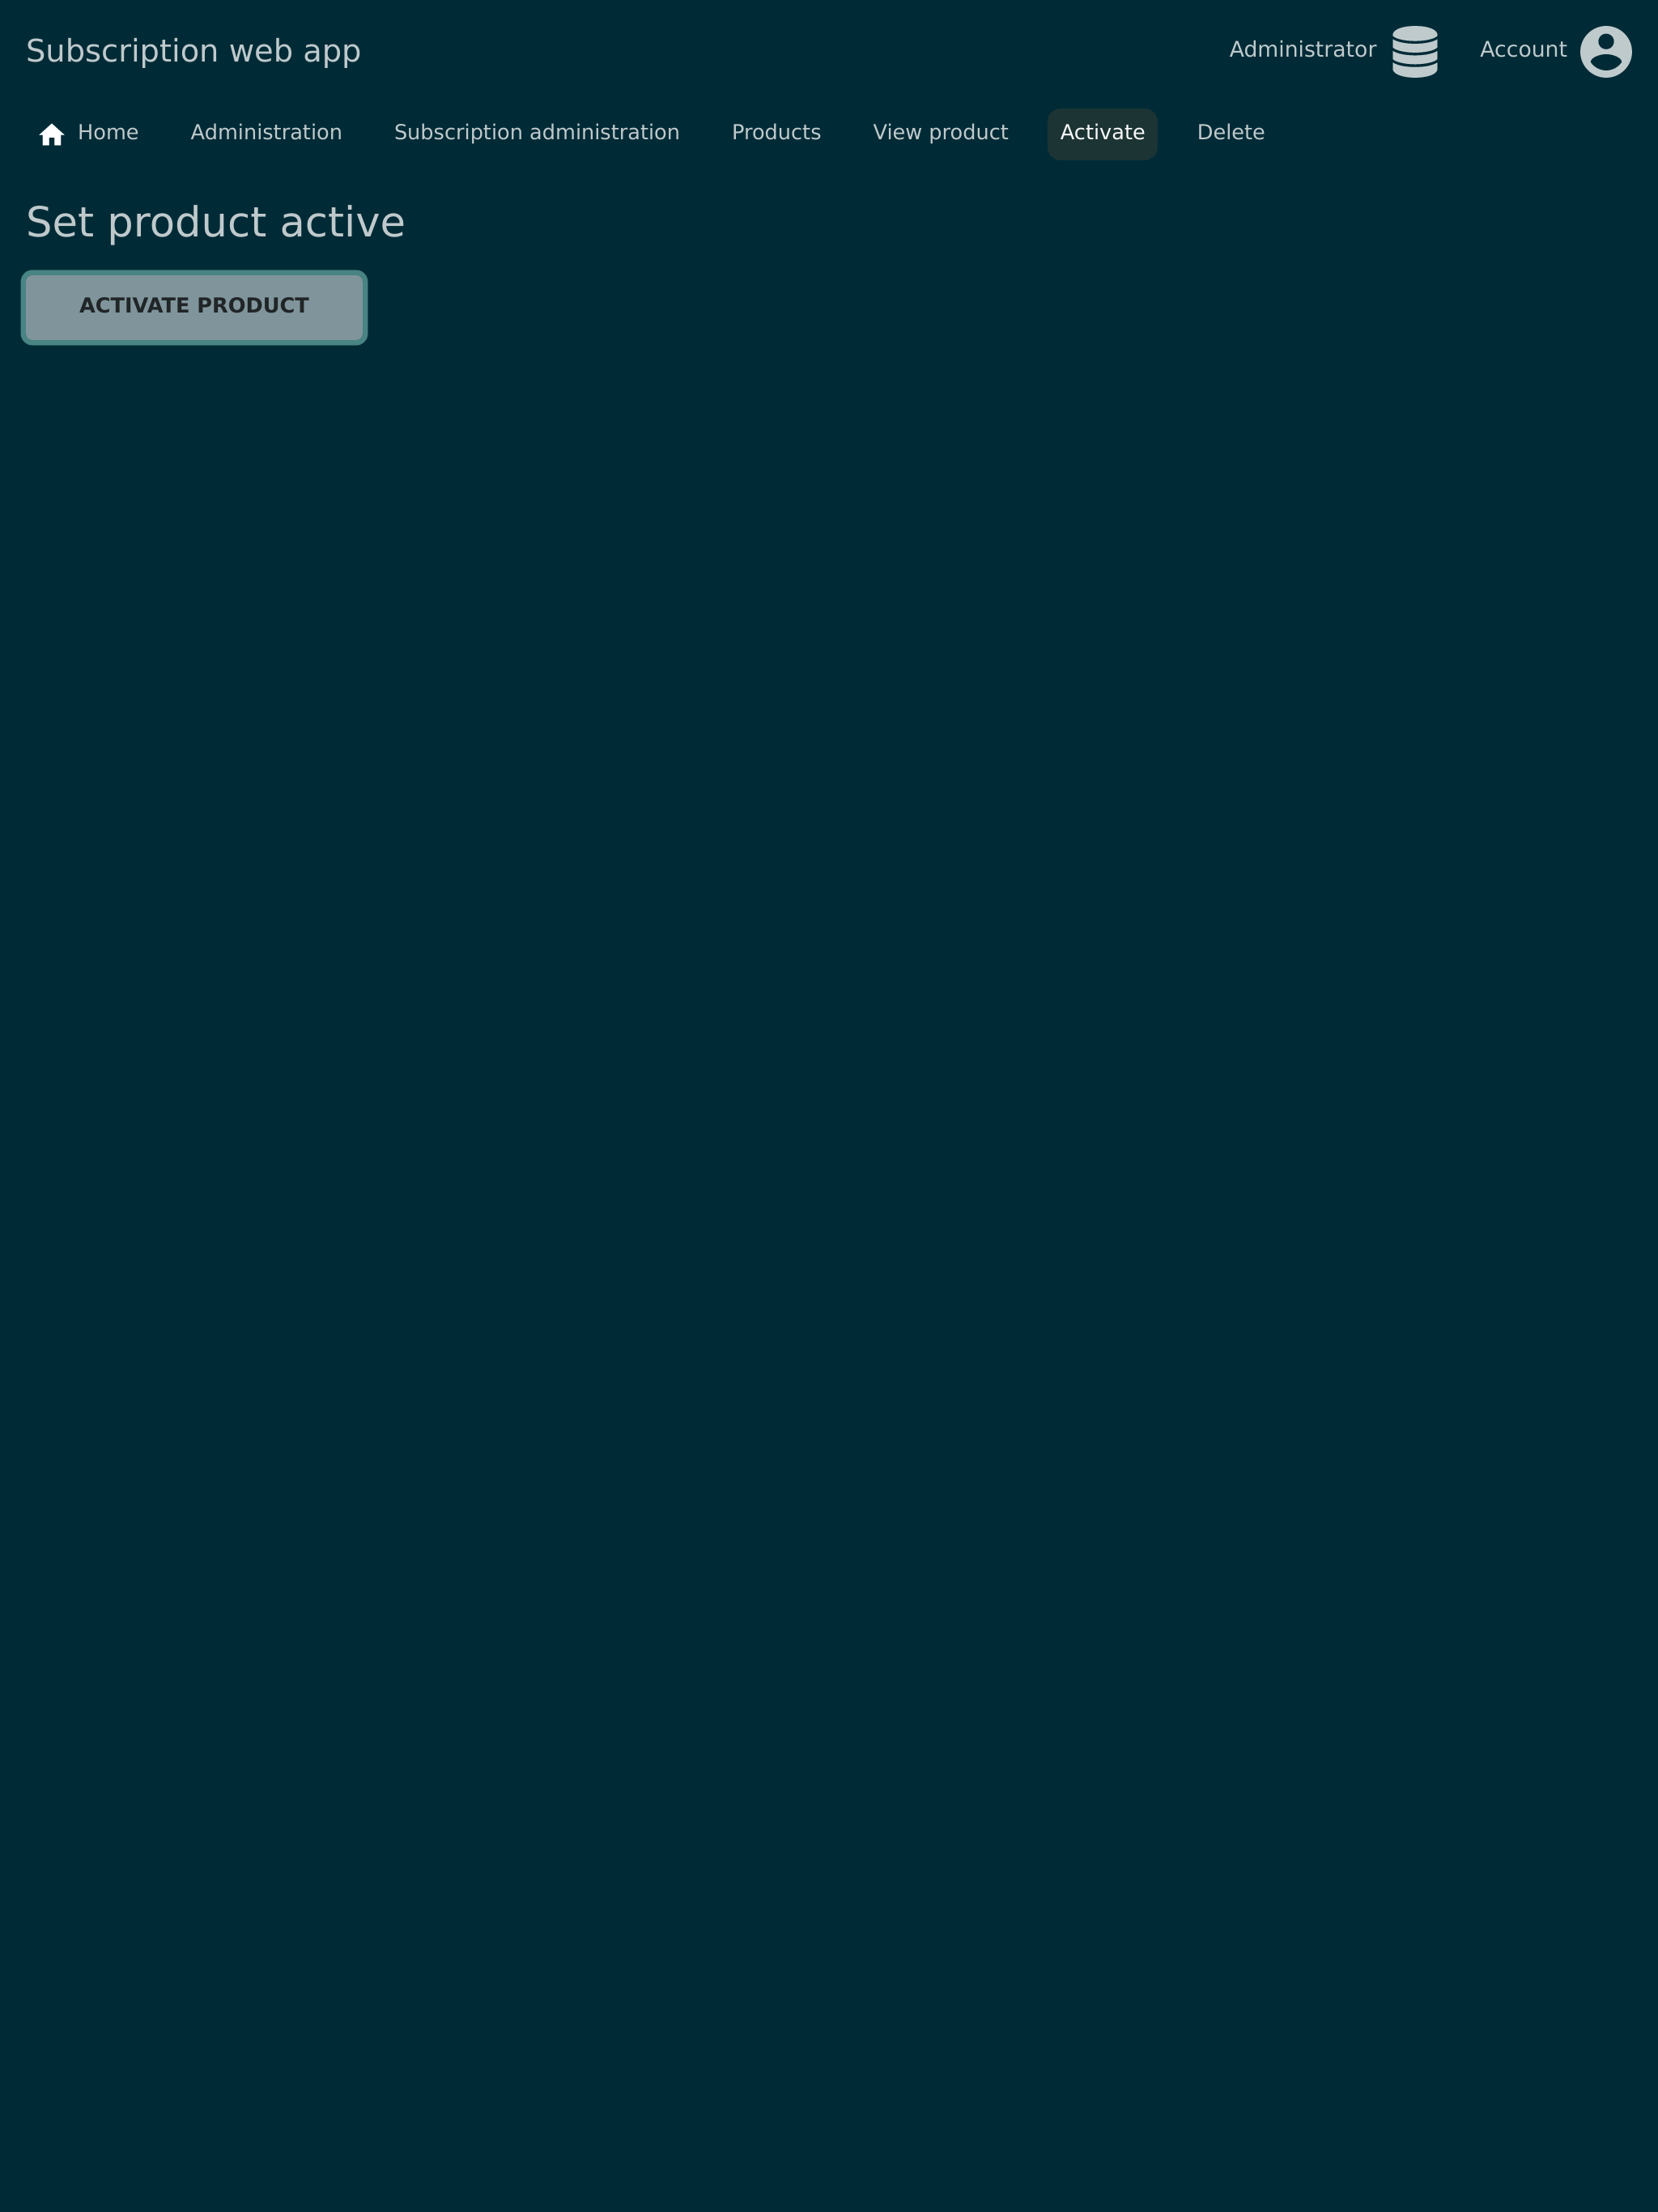 Subscription web app
Administrator
Account
Home
Administration
Subscription administration
Products
View product
Activate
Delete
Set product active
ACTIVATE PRODUCT